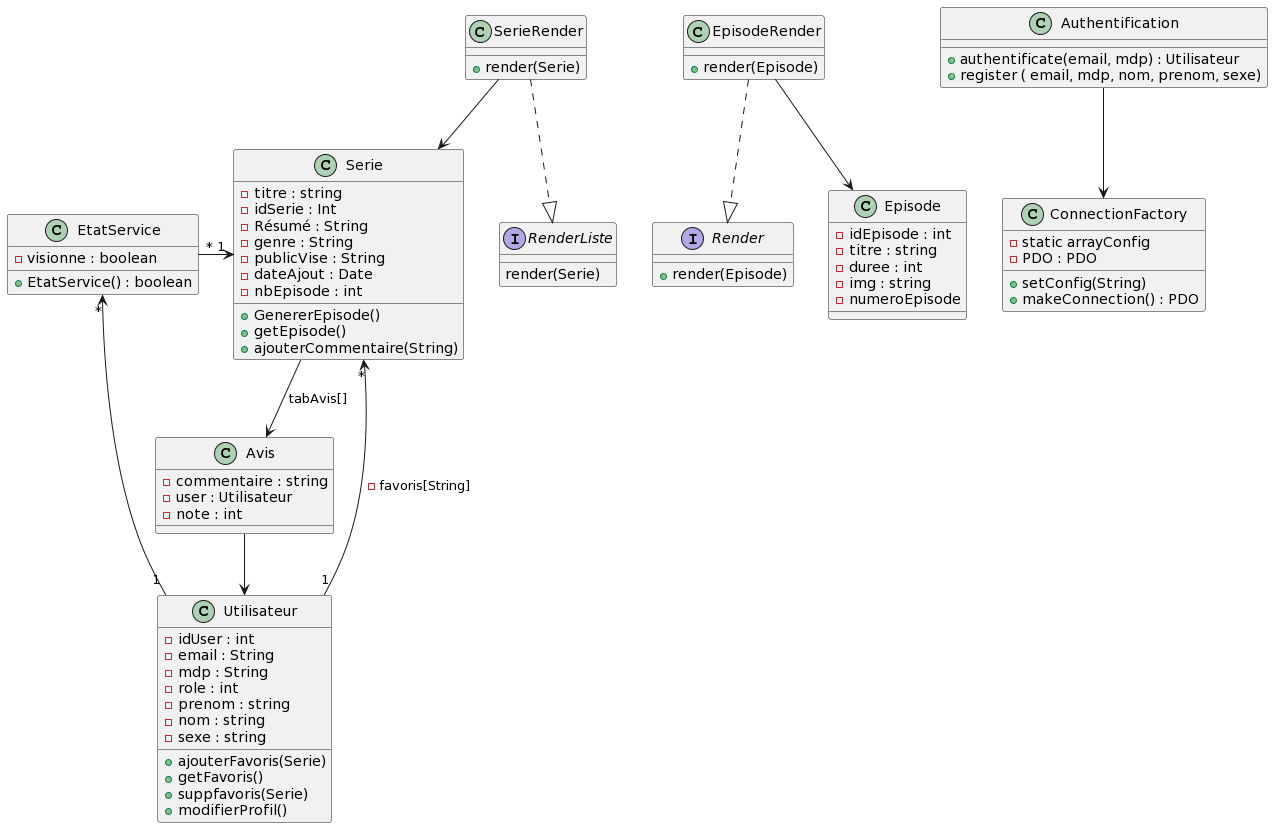 C SerieRender
render(Serie)
C EpisodeRender
render(Episode)
C Authentification
authentificate(email, mdp) : Utilisateur
register ( email, mdp, nom, prenom, sexe)
C Serie
titre : string
idSerie : Int
Résumé : String
genre : String
publicVise : String
dateAjout : Date
nbEpisode : int
GenererEpisode()
getEpisode()
ajouterCommentaire(String)
C EtatService
visionne : boolean
EtatService() : boolean
* 1
*
I RenderListe
render(Serie)
I Render
render(Episode)
C Episode
idEpisode : int
titre : string
duree : int
img : string
numeroEpisode
C ConnectionFactory
static arrayConfig
PDO : PDO
setConfig(String)
makeConnection() : PDO
*
tabAvis[]
C Avis
commentaire : string
user : Utilisateur
note : int
favoris[String]
1
1
C Utilisateur
idUser : int
email : String
mdp : String
role : int
prenom : string
nom : string
sexe : string
ajouterFavoris(Serie)
getFavoris()
suppfavoris(Serie)
modifierProfil()